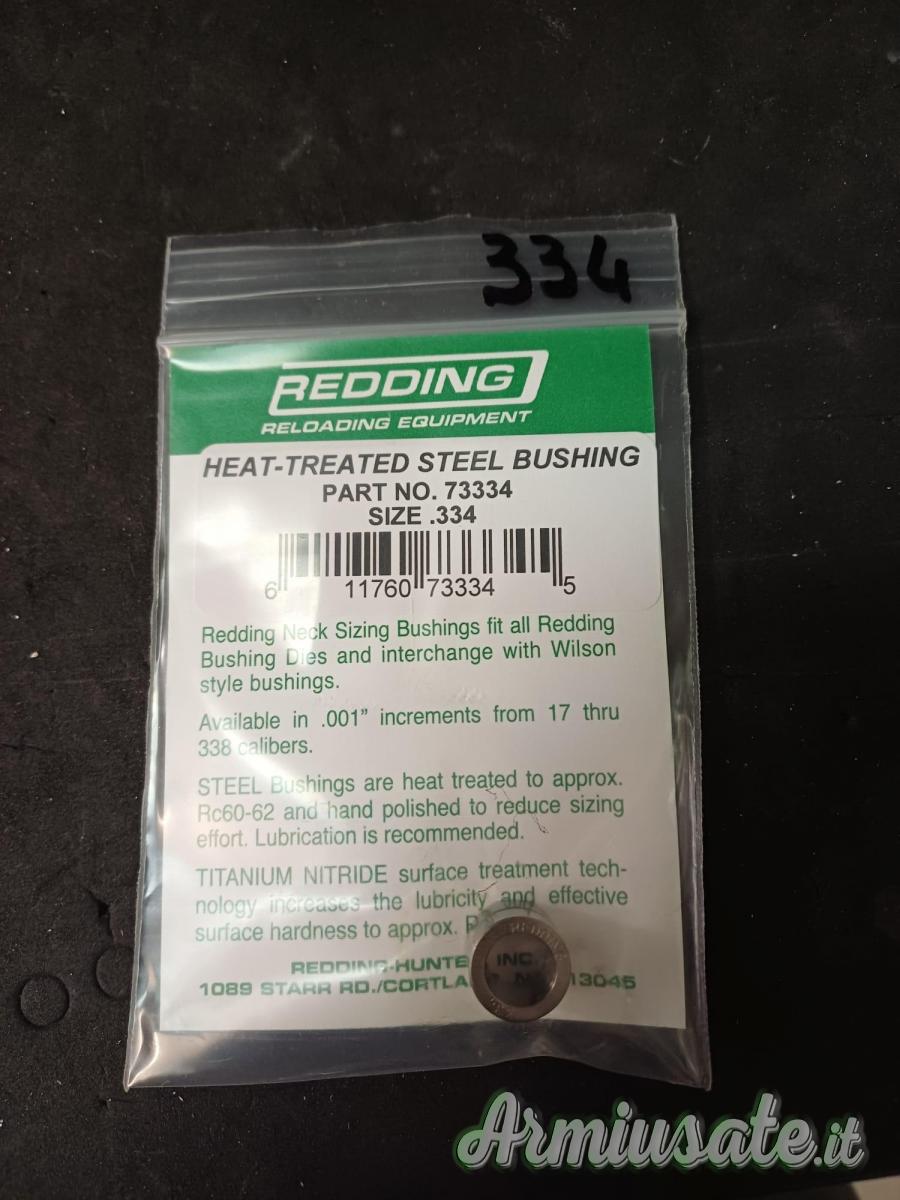 334
REDDING
RELOADING EQUIPMENT
HEAT-TREATED STEEL BUSHING
PART NO. 73334
SIZE .334
6 11760 73334 5
Redding Neck Sizing Bushings fit all Redding
Bushing Dies and interchange with Wilson
style bushings.
Available in .001” increments from 17 thru
338 calibers.
STEEL Bushings are heat treated to approx.
Rc60-62 and hand polished to reduce sizing
effort. Lubrication is recommended.
TITANIUM NITRIDE surface treatment tech-
nology increases the lubricity and effective
surface hardness to approx.
REDDING-HUNTE INC.
1089 STARR RD./CORTLA 13045
REDDING
Armiusate.it